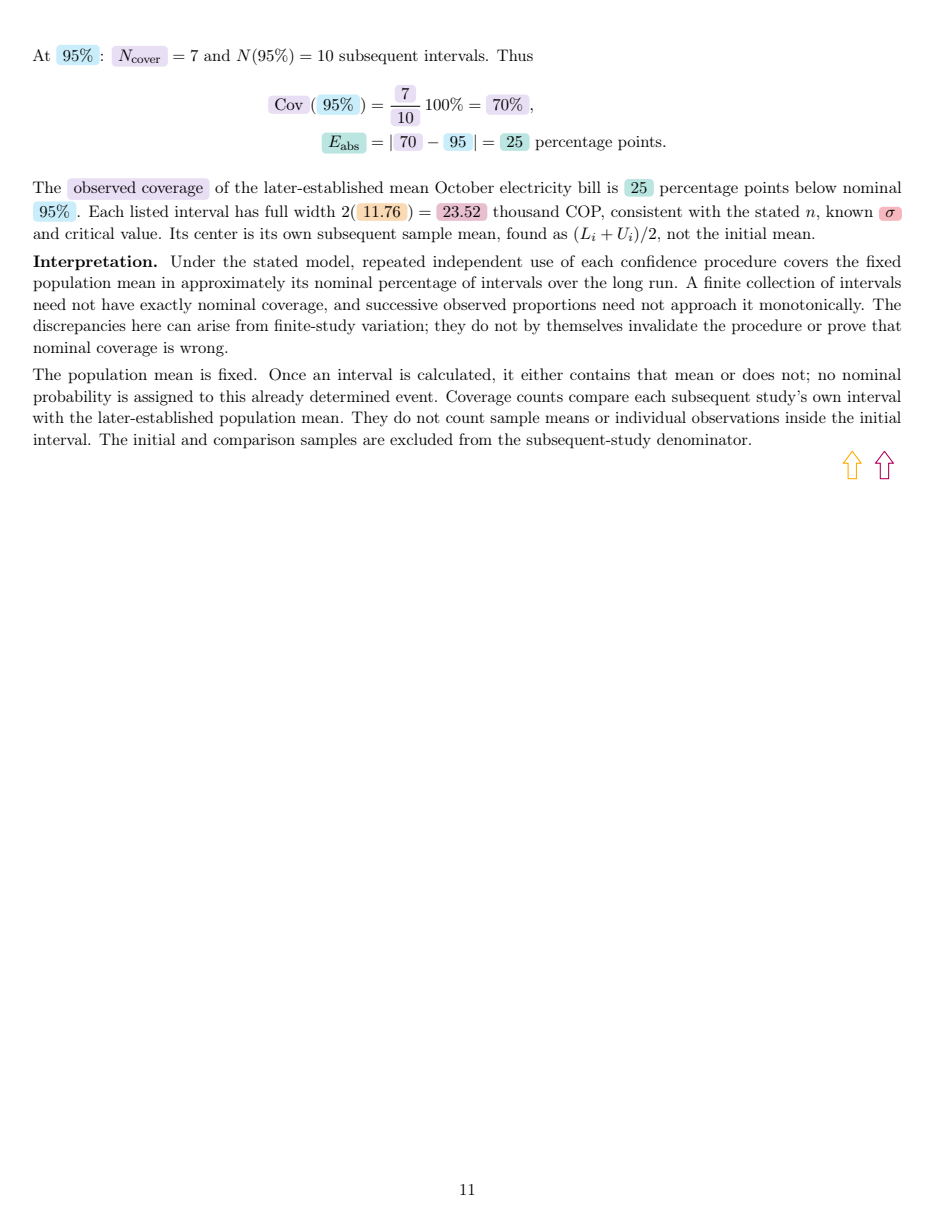 At 95% : N_cover = 7 and N(95%) = 10 subsequent intervals. Thus
Cov ( 95% ) = 7/10 100% = 70% ,
E_abs = | 70 − 95 | = 25 percentage points.
The observed coverage of the later-established mean October electricity bill is 25 percentage points below nominal
95% . Each listed interval has full width 2( 11.76 ) = 23.52 thousand COP, consistent with the stated n, known σ
and critical value. Its center is its own subsequent sample mean, found as (L_i + U_i)/2, not the initial mean.
Interpretation. Under the stated model, repeated independent use of each confidence procedure covers the fixed
population mean in approximately its nominal percentage of intervals over the long run. A finite collection of intervals
need not have exactly nominal coverage, and successive observed proportions need not approach it monotonically. The
discrepancies here can arise from finite-study variation; they do not by themselves invalidate the procedure or prove that
nominal coverage is wrong.
The population mean is fixed. Once an interval is calculated, it either contains that mean or does not; no nominal
probability is assigned to this already determined event. Coverage counts compare each subsequent study's own interval
with the later-established population mean. They do not count sample means or individual observations inside the initial
interval. The initial and comparison samples are excluded from the subsequent-study denominator.
11